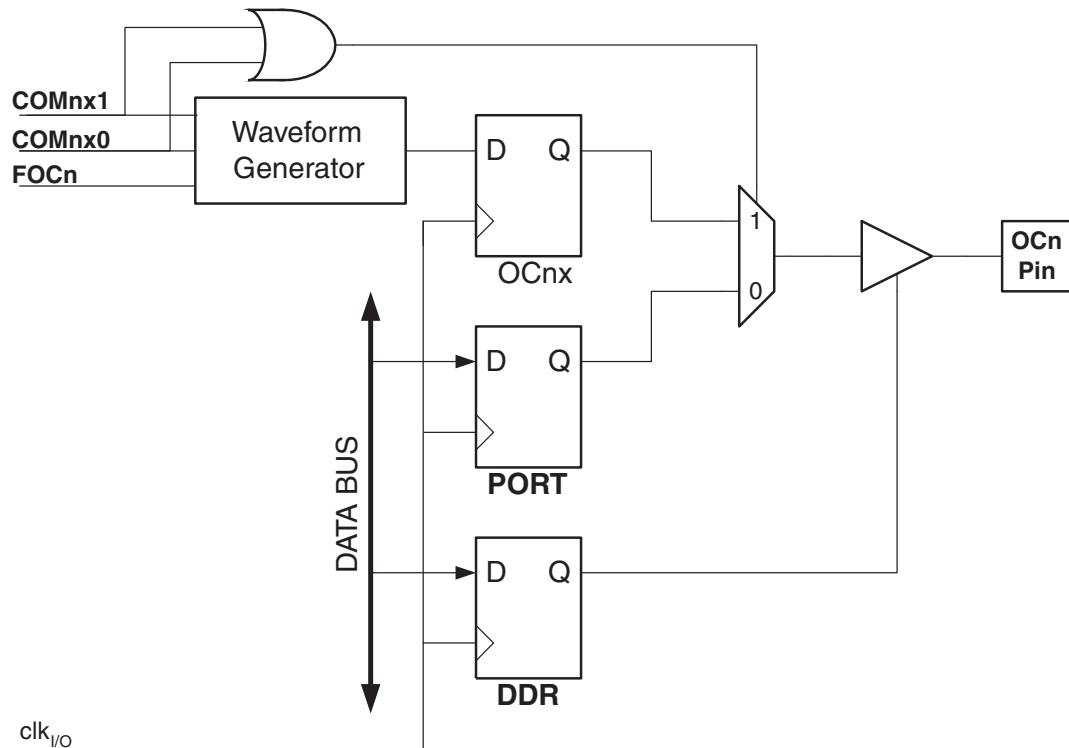 COMnx1
COMnx0
FOCn
Waveform
Generator
D Q
OCnx
1
0
OCn
Pin
D Q
PORT
DATA BUS
D Q
DDR
clkI/O